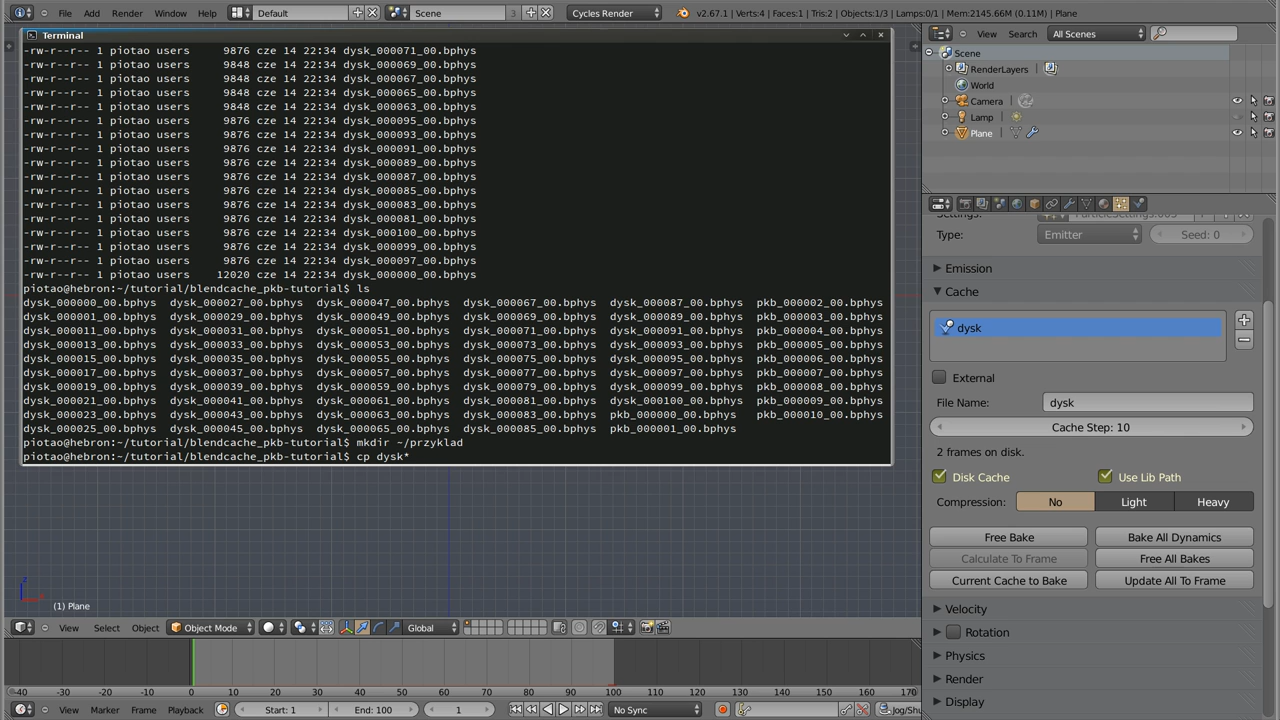 File Add Render Window Help Default Scene 3 Cycles Render v2.67.1 | Verts:4 | Faces:1 | Tris:2 | Objects:1/3 | Lamps:0/1 | Mem:2145.66M (0.11M) | Plane
Terminal
-rw-r--r-- 1 piotao users 9876 cze 14 22:34 dysk_000071_00.bphys
-rw-r--r-- 1 piotao users 9848 cze 14 22:34 dysk_000069_00.bphys
-rw-r--r-- 1 piotao users 9848 cze 14 22:34 dysk_000067_00.bphys
-rw-r--r-- 1 piotao users 9848 cze 14 22:34 dysk_000065_00.bphys
-rw-r--r-- 1 piotao users 9848 cze 14 22:34 dysk_000063_00.bphys
-rw-r--r-- 1 piotao users 9876 cze 14 22:34 dysk_000095_00.bphys
-rw-r--r-- 1 piotao users 9876 cze 14 22:34 dysk_000093_00.bphys
-rw-r--r-- 1 piotao users 9876 cze 14 22:34 dysk_000091_00.bphys
-rw-r--r-- 1 piotao users 9876 cze 14 22:34 dysk_000089_00.bphys
-rw-r--r-- 1 piotao users 9876 cze 14 22:34 dysk_000087_00.bphys
-rw-r--r-- 1 piotao users 9876 cze 14 22:34 dysk_000085_00.bphys
-rw-r--r-- 1 piotao users 9876 cze 14 22:34 dysk_000083_00.bphys
-rw-r--r-- 1 piotao users 9876 cze 14 22:34 dysk_000081_00.bphys
-rw-r--r-- 1 piotao users 9876 cze 14 22:34 dysk_000100_00.bphys
-rw-r--r-- 1 piotao users 9876 cze 14 22:34 dysk_000099_00.bphys
-rw-r--r-- 1 piotao users 9876 cze 14 22:34 dysk_000097_00.bphys
-rw-r--r-- 1 piotao users 12020 cze 14 22:34 dysk_000000_00.bphys
piotao@hebron:~/tutorial/blendcache_pkb-tutorial$ ls
dysk_000000_00.bphys dysk_000027_00.bphys dysk_000047_00.bphys dysk_000067_00.bphys dysk_000087_00.bphys pkb_000002_00.bphys
dysk_000001_00.bphys dysk_000029_00.bphys dysk_000049_00.bphys dysk_000069_00.bphys dysk_000089_00.bphys pkb_000003_00.bphys
dysk_000011_00.bphys dysk_000031_00.bphys dysk_000051_00.bphys dysk_000071_00.bphys dysk_000091_00.bphys pkb_000004_00.bphys
dysk_000013_00.bphys dysk_000033_00.bphys dysk_000053_00.bphys dysk_000073_00.bphys dysk_000093_00.bphys pkb_000005_00.bphys
dysk_000015_00.bphys dysk_000035_00.bphys dysk_000055_00.bphys dysk_000075_00.bphys dysk_000095_00.bphys pkb_000006_00.bphys
dysk_000017_00.bphys dysk_000037_00.bphys dysk_000057_00.bphys dysk_000077_00.bphys dysk_000097_00.bphys pkb_000007_00.bphys
dysk_000019_00.bphys dysk_000039_00.bphys dysk_000059_00.bphys dysk_000079_00.bphys dysk_000099_00.bphys pkb_000008_00.bphys
dysk_000021_00.bphys dysk_000041_00.bphys dysk_000061_00.bphys dysk_000081_00.bphys dysk_000100_00.bphys pkb_000009_00.bphys
dysk_000023_00.bphys dysk_000043_00.bphys dysk_000063_00.bphys dysk_000083_00.bphys pkb_000000_00.bphys pkb_000010_00.bphys
dysk_000025_00.bphys dysk_000045_00.bphys dysk_000065_00.bphys dysk_000085_00.bphys pkb_000001_00.bphys
piotao@hebron:~/tutorial/blendcache_pkb-tutorial$ mkdir ~/przyklad
piotao@hebron:~/tutorial/blendcache_pkb-tutorial$ cp dysk*
z
(1) Plane
View Select Object Object Mode Global
-40 -30 -20 -10 0 10 20 30 40 50 60 70 80 90 100 110 120 130 140 150 160 170
View Marker Frame Playback Start: 1 End: 100 1 No Sync
View Search All Scenes
Scene
RenderLayers
World
Camera
Lamp
Plane
Type: Emitter Seed: 0
Emission
Cache
dysk
External
File Name: dysk
Cache Step: 10
2 frames on disk.
Disk Cache Use Lib Path
Compression: No Light Heavy
Free Bake Bake All Dynamics
Calculate To Frame Free All Bakes
Current Cache to Bake Update All To Frame
Velocity
Rotation
Physics
Render
Display